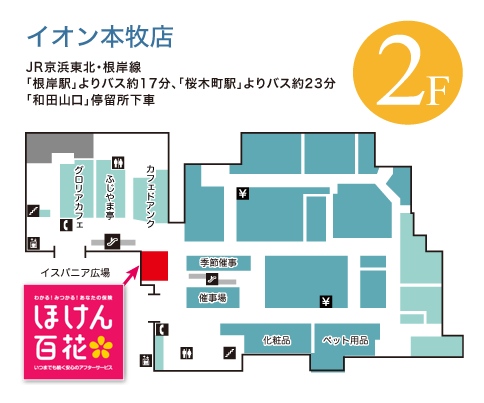 イオン本牧店
JR京浜東北・根岸線
「根岸駅」よりバス約17分、「桜木町駅」よりバス約23分
「和田山口」停留所下車
2F
グロリアカフェ
ふじやま亭
カフェドアンク
¥
イスパニア広場
季節催事
催事場
¥
化粧品
ペット用品
わかる!みつかる!あなたの保険
ほけん
百花
いつまでも続く安心のアフターサービス